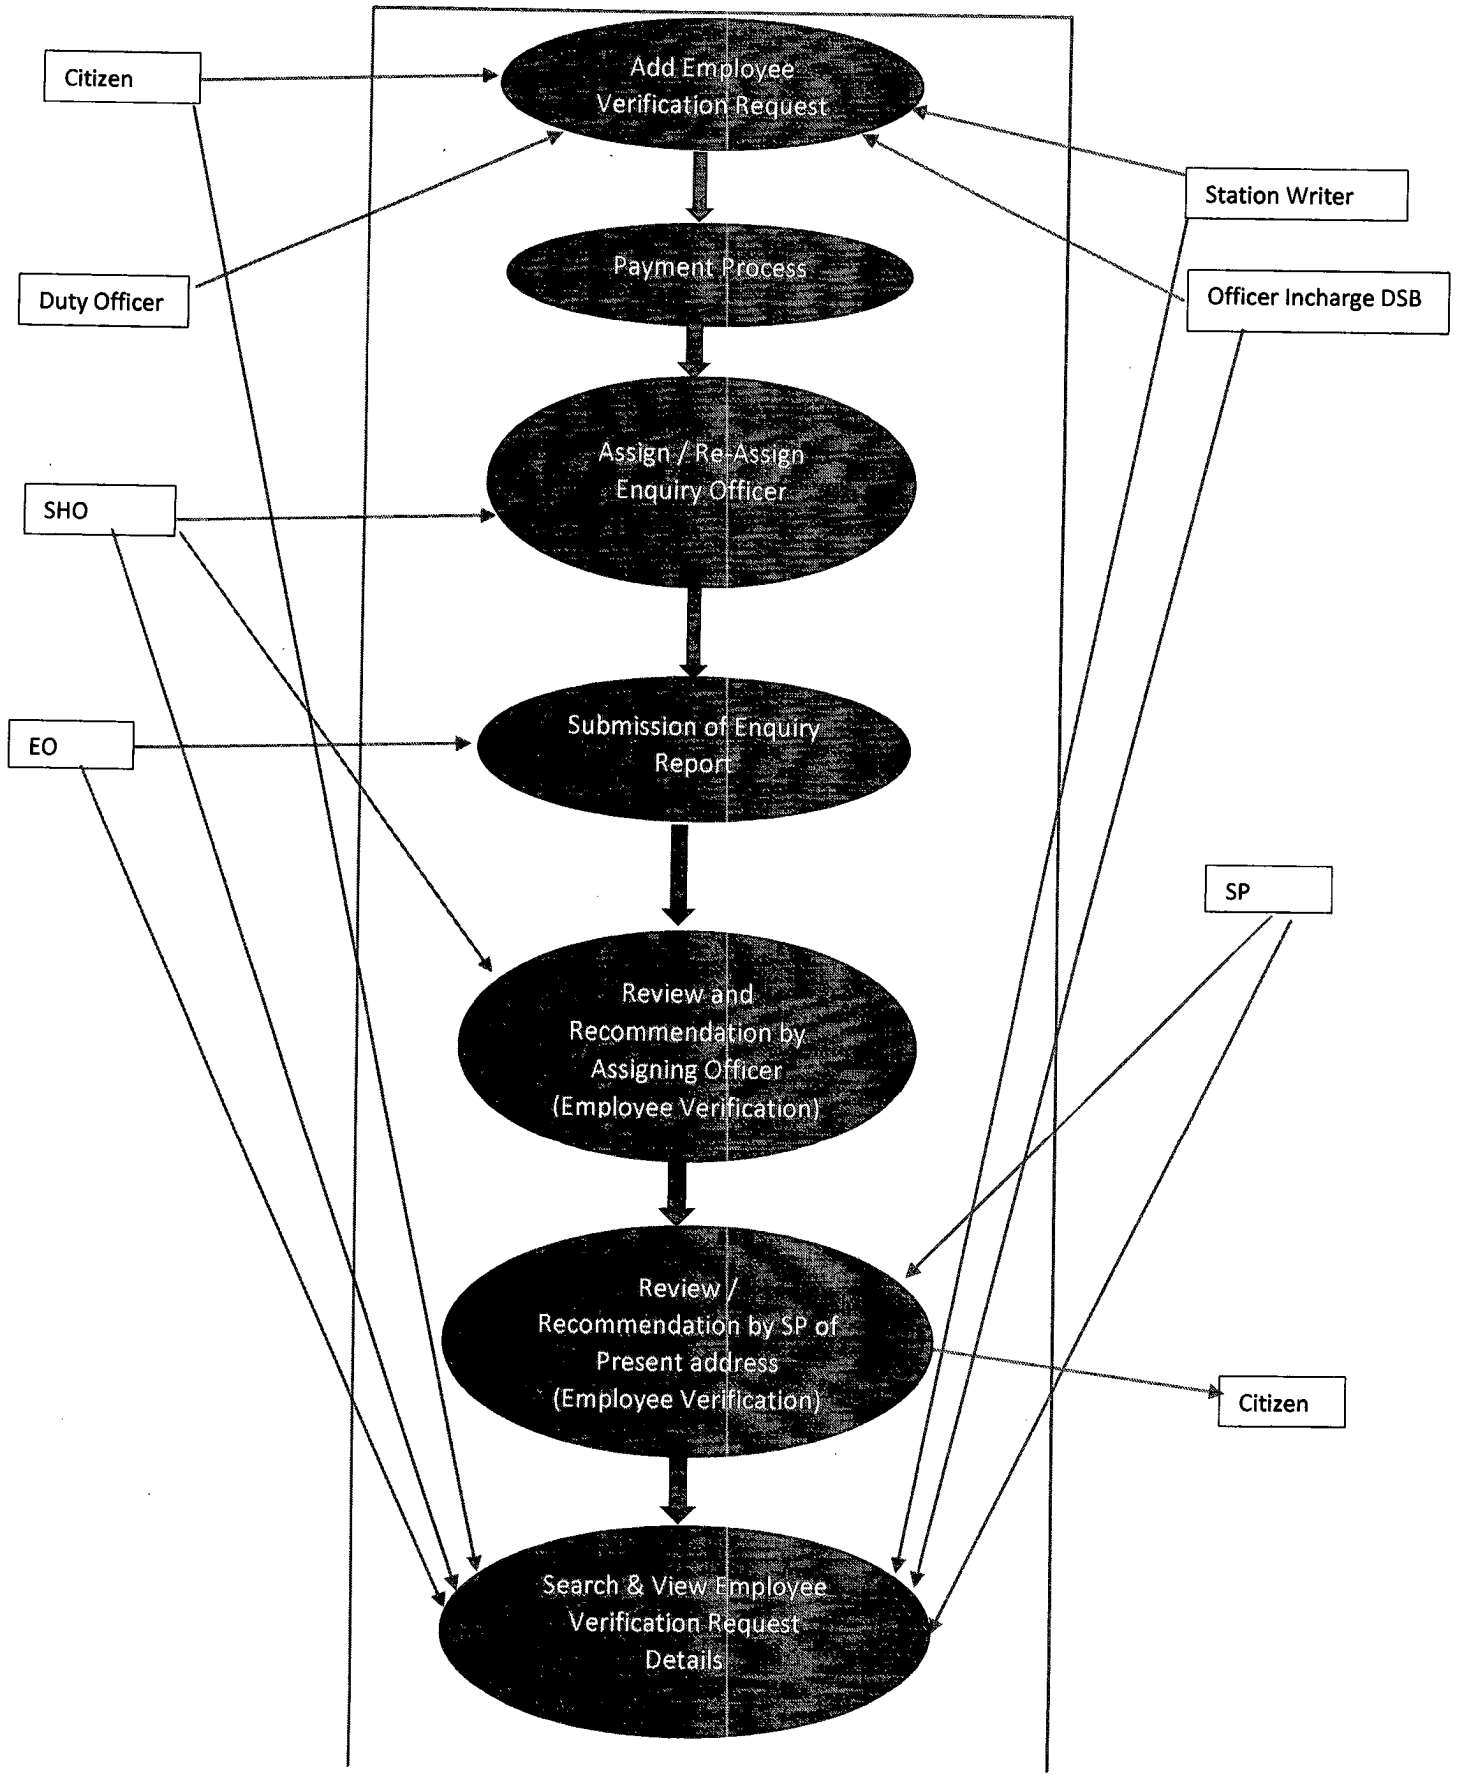 Add Employee
Verification Request
Citizen
Station Writer
Payment Process
Duty Officer
Officer Incharge DSB
Assign / Re-Assign
Enquiry Officer
SHO
Submission of Enquiry
Report
EO
SP
Review and
Recommendation by
Assigning Officer
(Employee Verification)
Review /
Recommendation by SP of
Present address
(Employee Verification)
Citizen
Search & View Employee
Verification Request
Details